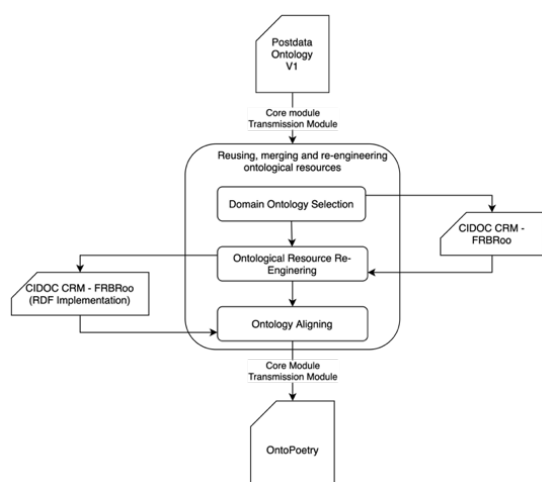 Postdata
Ontology
V1
Core module
Transmission Module
Reusing, merging and re-engineering
ontological resources
Domain Ontology Selection
CIDOC CRM -
FRBRoo
Ontological Resource Re-
Enginering
CIDOC CRM - FRBRoo
(RDF Implementation)
Ontology Aligning
Core Module
Transmission Module
OntoPoetry